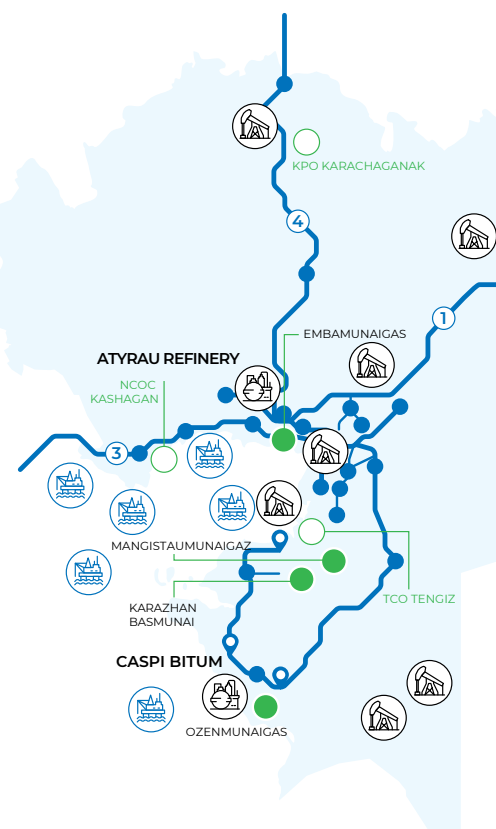 KPO KARACHAGANAK
4
1
EMBAMUNAIGAS
ATYRAU REFINERY
NCOC
KASHAGAN
3
MANGISTAUMUNAIGAZ
TCO TENGIZ
KARAZHAN
BASMUNAI
CASPI BITUM
OZENMUNAIGAS